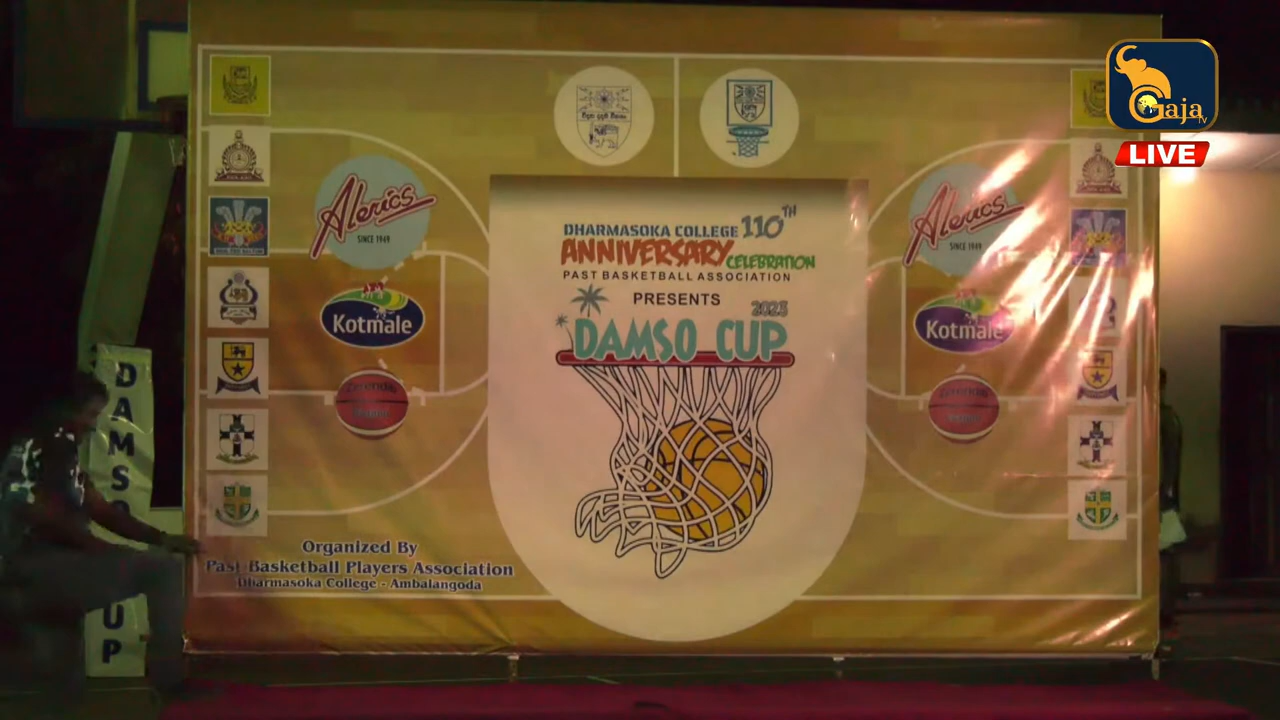 Gaja TV
LIVE
Alerics
SINCE 1949
Kotmale
DHARMASOKA COLLEGE 110TH
ANNIVERSARY CELEBRATION
PAST BASKETBALL ASSOCIATION
PRESENTS
2023
DAMSO CUP
Alerics
SINCE 1949
Kotmale
Organized By
Past Basketball Players Association
Dharmasoka College - Ambalangoda
DAMSO
UP